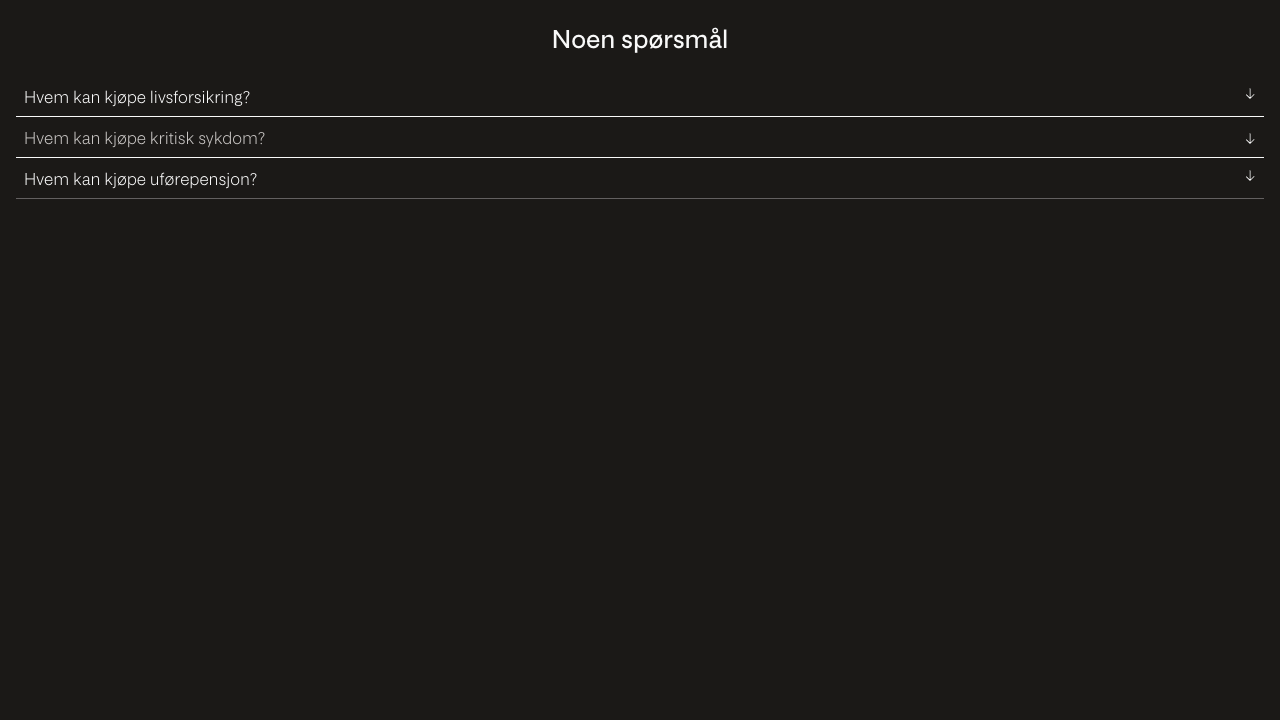 Noen spørsmål
Hvem kan kjøpe livsforsikring?
Hvem kan kjøpe kritisk sykdom?
Hvem kan kjøpe uførepensjon?